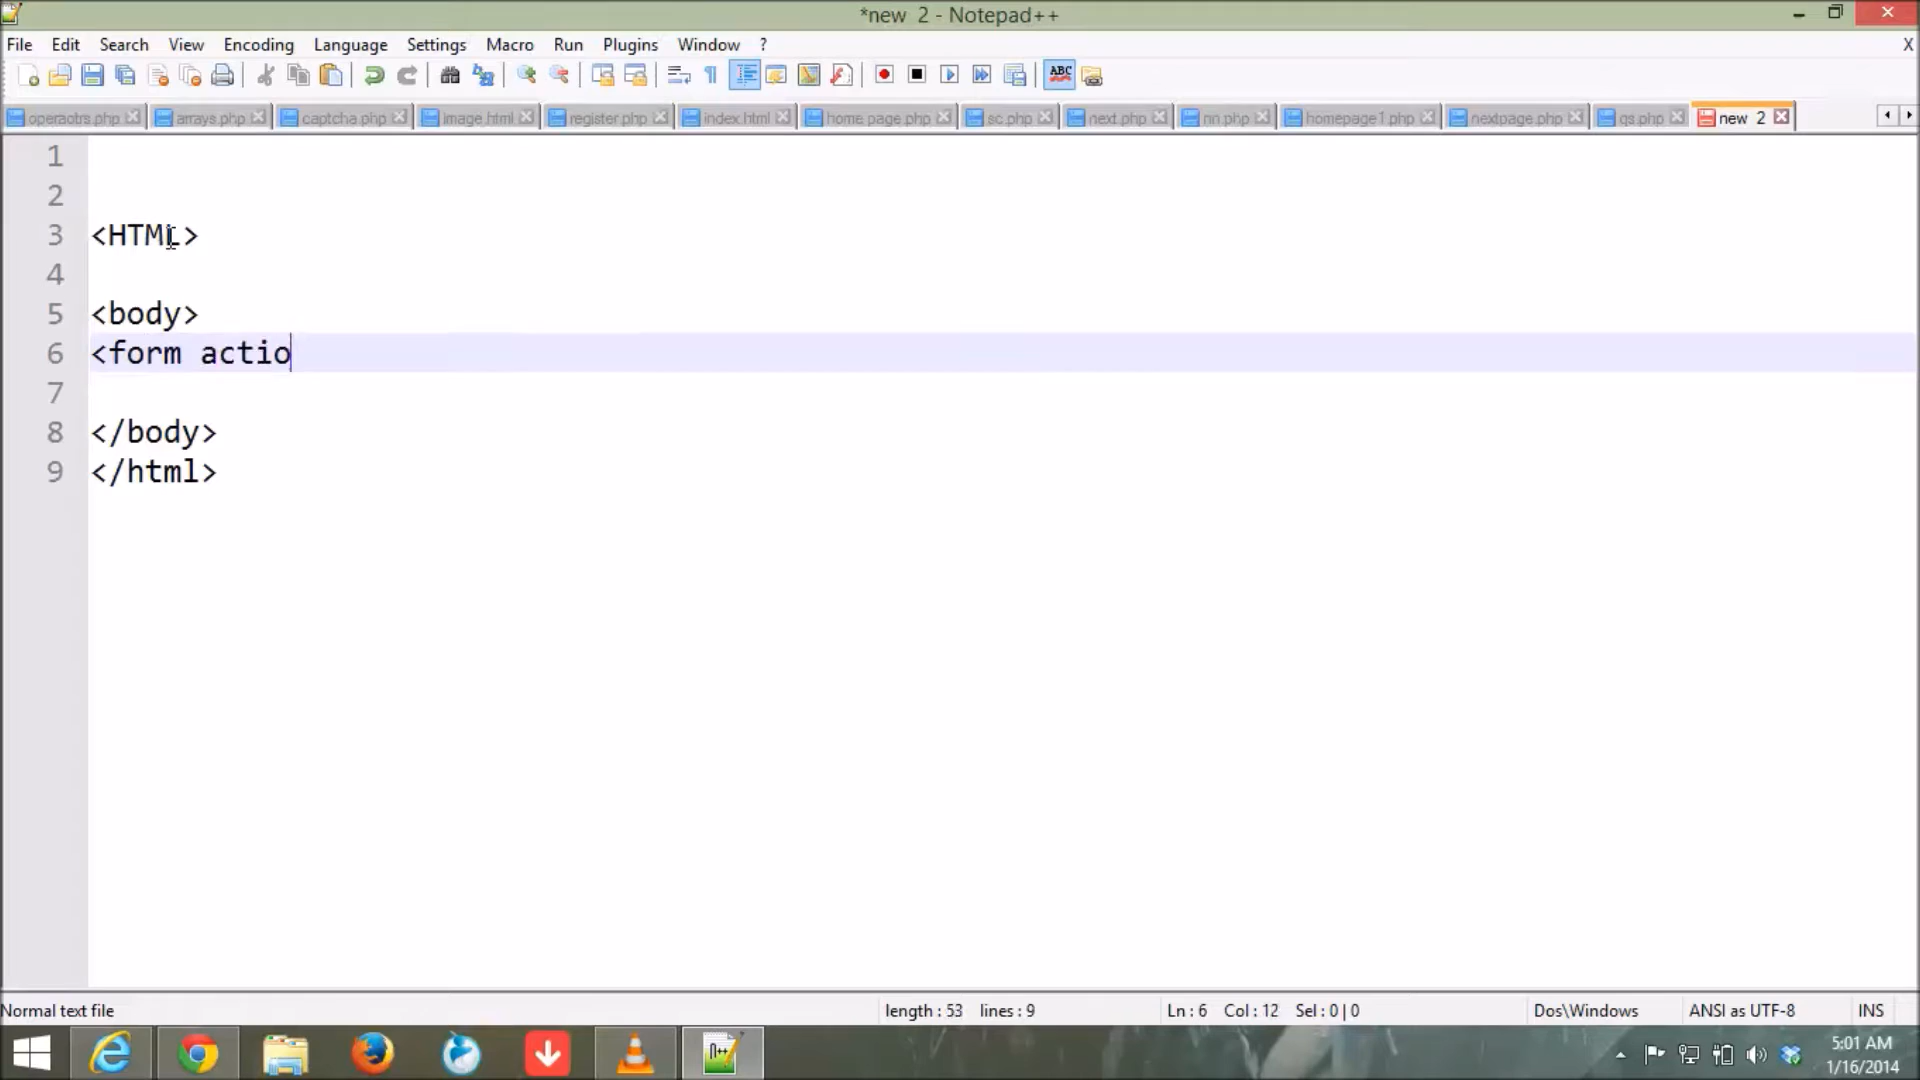 *new 2 - Notepad++
File Edit Search View Encoding Language Settings Macro Run Plugins Window ? X
ABC
operaotrs.php arrays.php captcha.php image.html register.php index.html home page.php sc.php next.php nn.php homepage1.php nextpage.php qs.php new 2
1
2
3 <HTML>
4
5 <body>
6 <form actio
7
8 </body>
9 </html>
Normal text file length : 53 lines : 9 Ln : 6 Col : 12 Sel : 0 | 0 Dos\Windows ANSI as UTF-8 INS
5:01 AM
1/16/2014